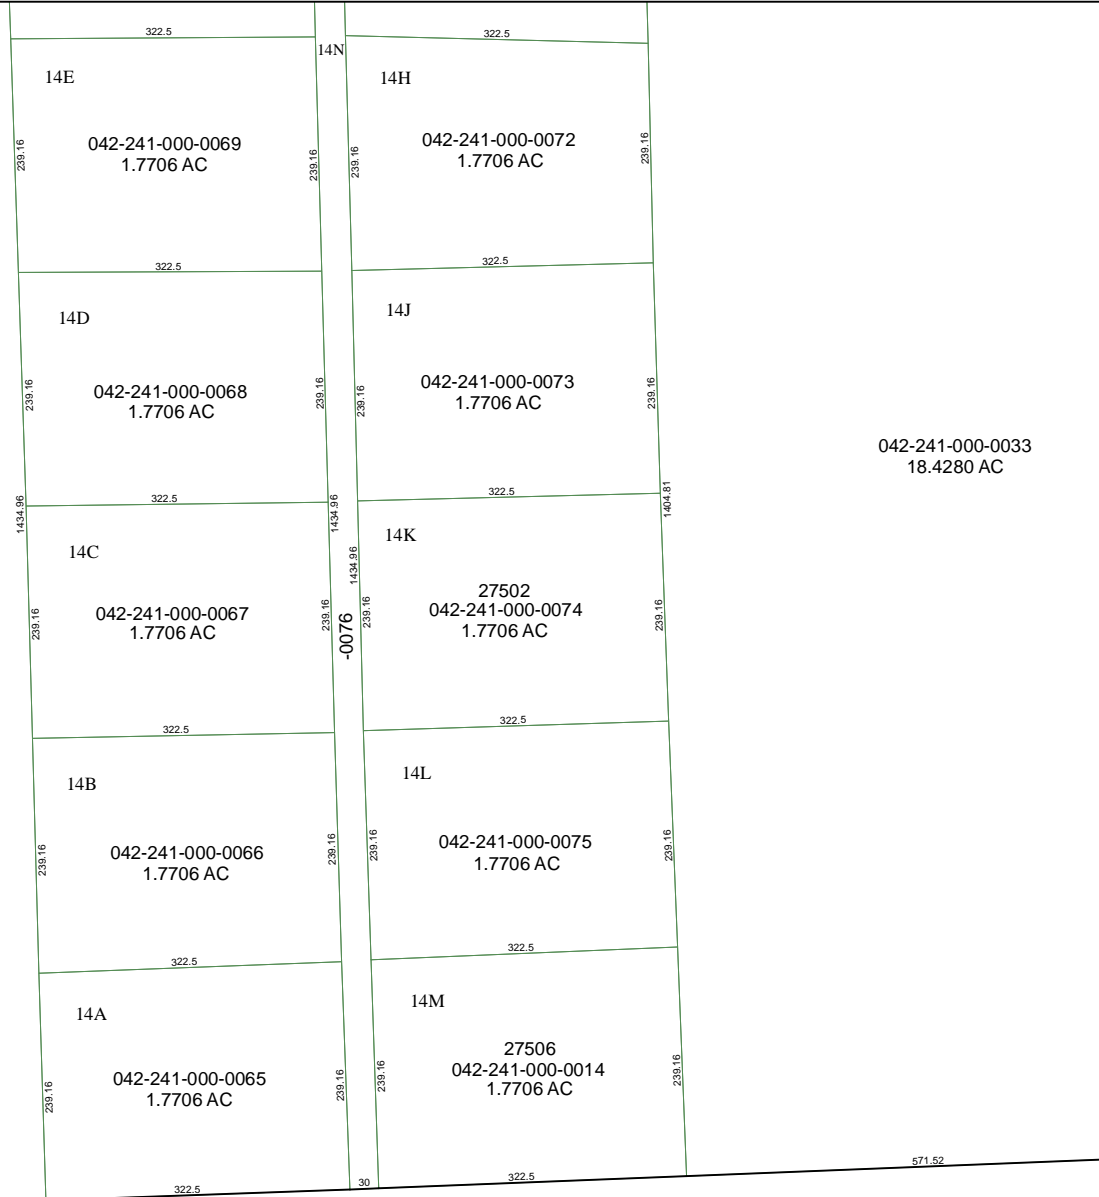 322.5
322.5
14N
14E
14H
239.16
042-241-000-0069
1.7706 AC
239.16
239.16
042-241-000-0072
1.7706 AC
239.16
322.5
322.5
14D
14J
239.16
042-241-000-0068
1.7706 AC
239.16
239.16
042-241-000-0073
1.7706 AC
239.16
042-241-000-0033
18.4280 AC
322.5
322.5
1434.96
1434.96
1404.81
14C
14K
1434.96
239.16
042-241-000-0067
1.7706 AC
239.16
-0076
239.16
27502
042-241-000-0074
1.7706 AC
239.16
322.5
322.5
14B
14L
239.16
042-241-000-0066
1.7706 AC
239.16
239.16
042-241-000-0075
1.7706 AC
239.16
322.5
322.5
14A
14M
239.16
042-241-000-0065
1.7706 AC
239.16
239.16
27506
042-241-000-0014
1.7706 AC
239.16
322.5
30
322.5
571.52